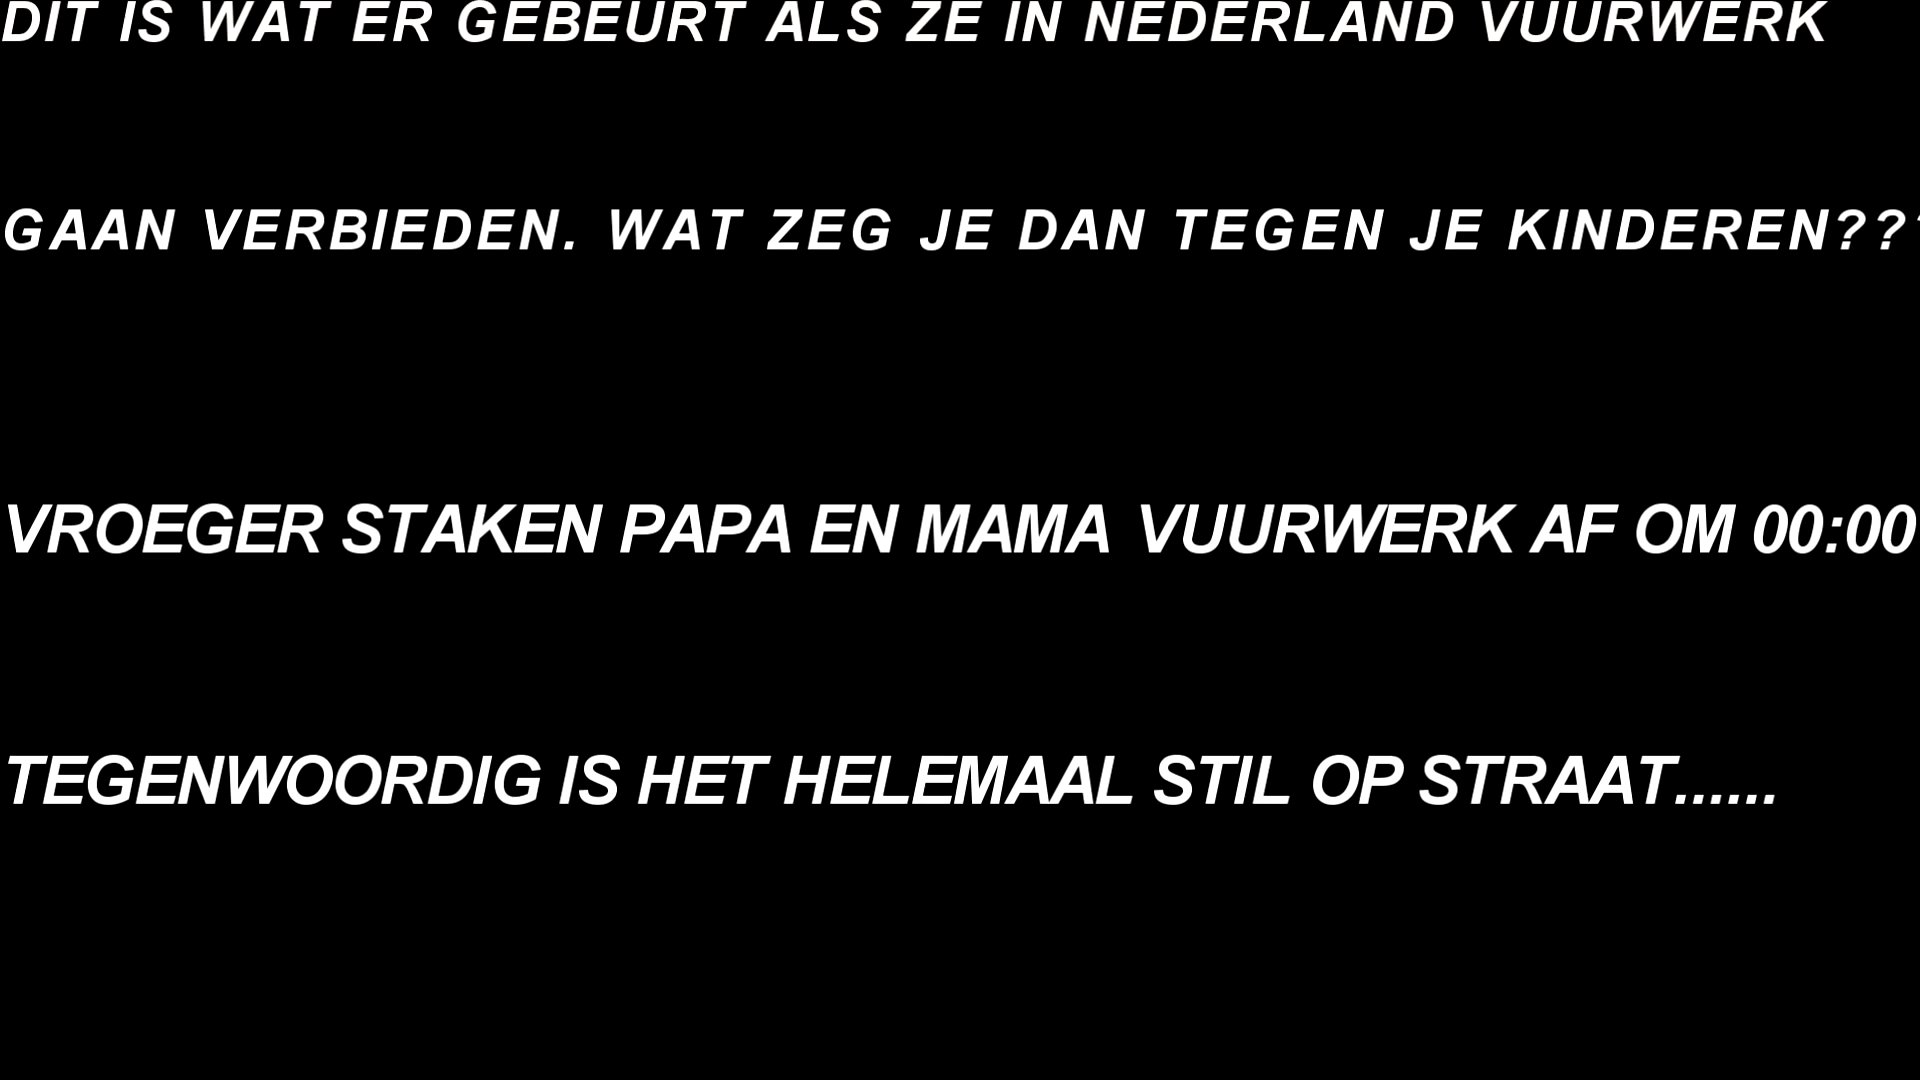 DIT IS WAT ER GEBEURT ALS ZE IN NEDERLAND VUURWERK
GAAN VERBIEDEN. WAT ZEG JE DAN TEGEN JE KINDEREN???
VROEGER STAKEN PAPA EN MAMA VUURWERK AF OM 00:00
TEGENWOORDIG IS HET HELEMAAL STIL OP STRAAT......